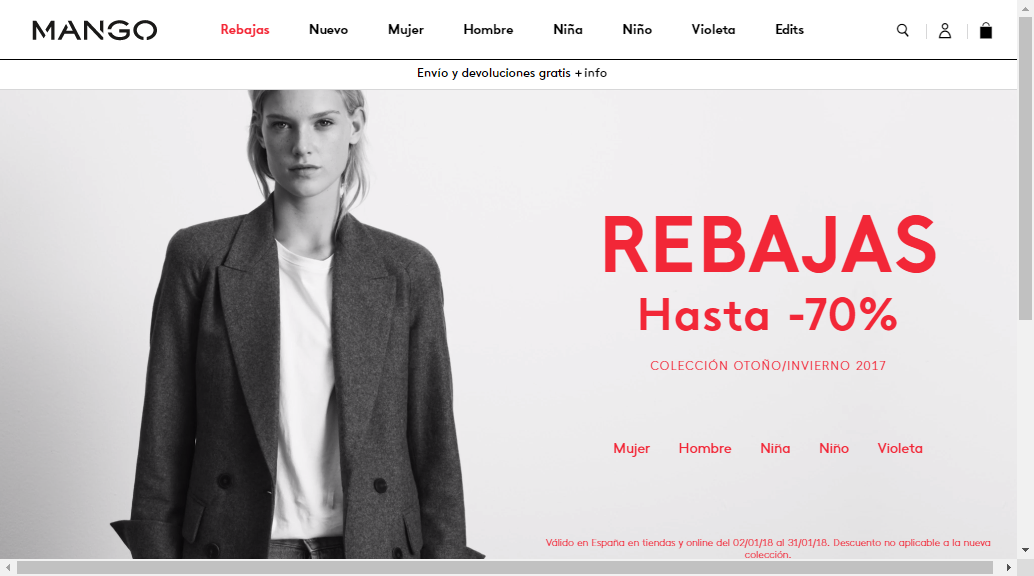 MANGO
Rebajas Nuevo Mujer Hombre Niña Niño Violeta Edits
Envío y devoluciones gratis +info
REBAJAS
Hasta -70%
COLECCIÓN OTOÑO/INVIERNO 2017
Mujer Hombre Niña Niño Violeta
Válido en España en tiendas y online del 02/01/18 al 31/01/18. Descuento no aplicable a la nueva
colección.